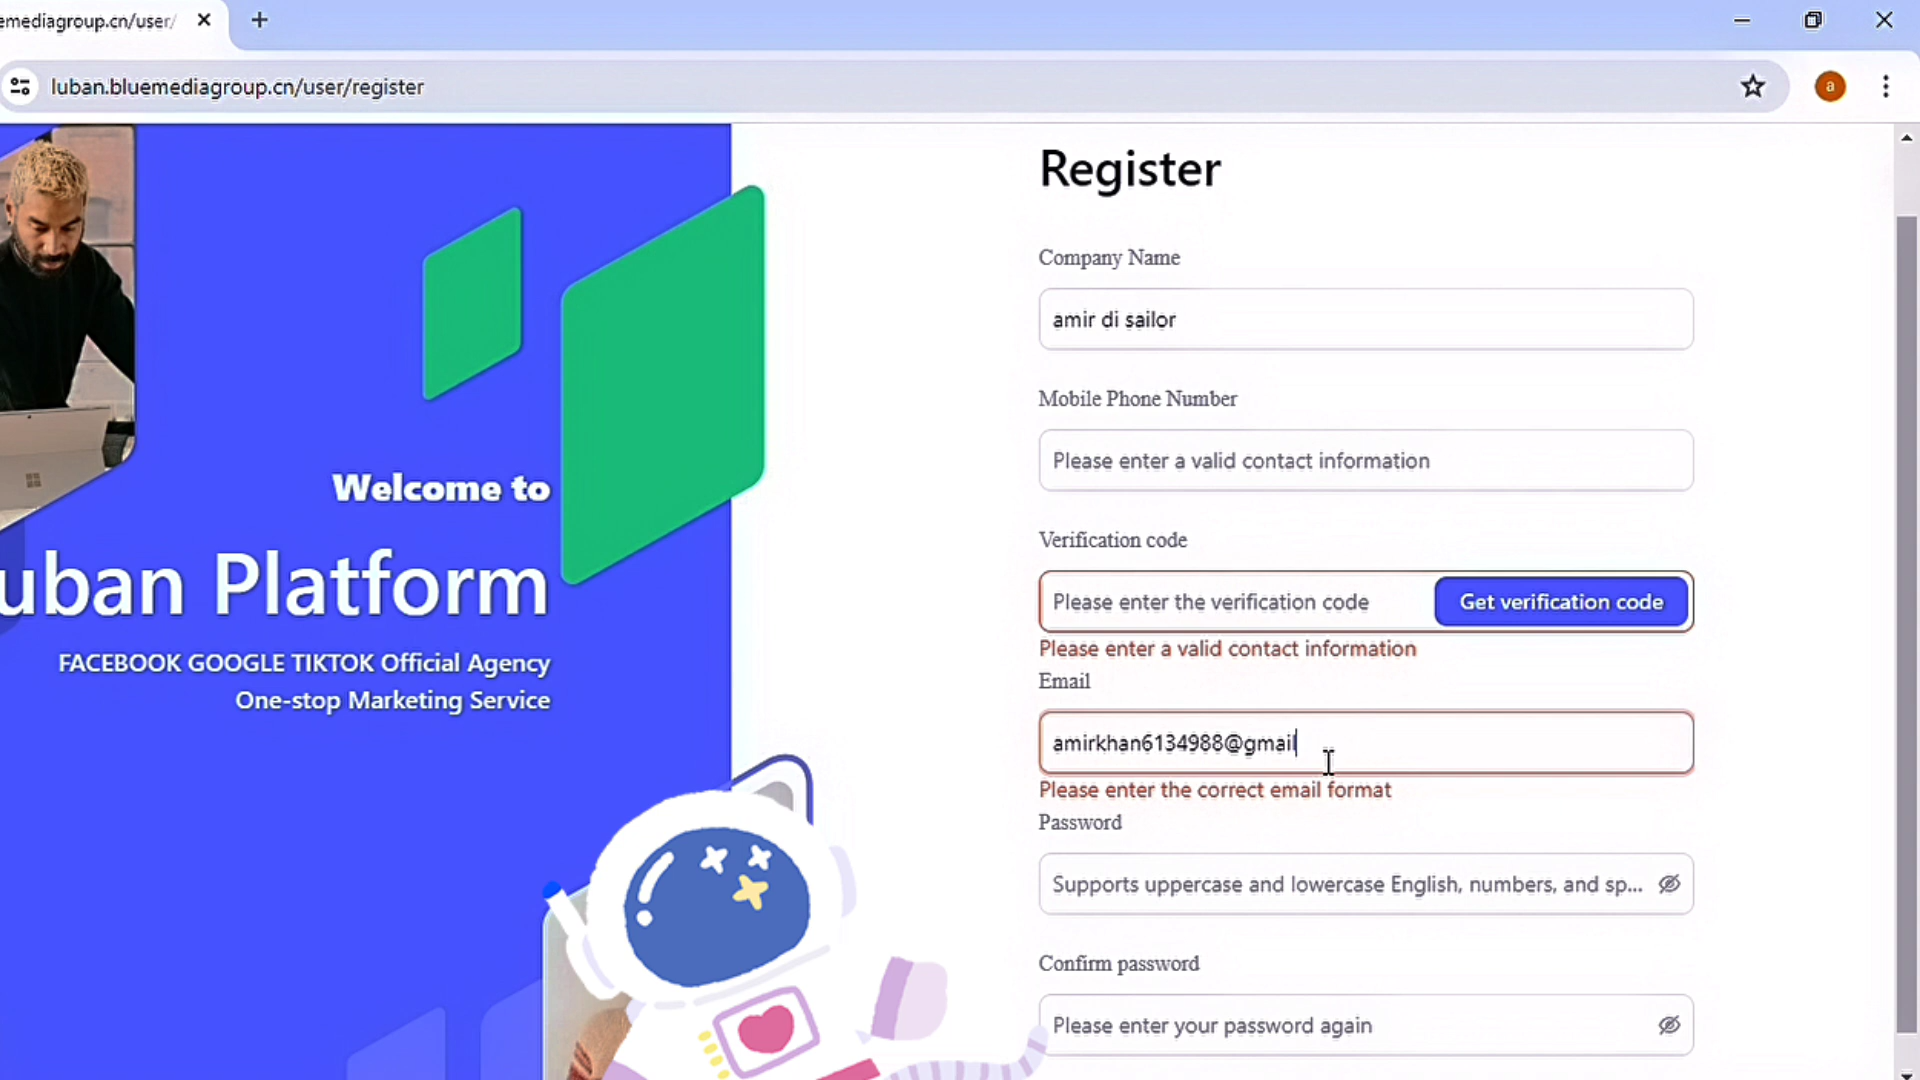 emediagroup.cn/user/
luban.bluemediagroup.cn/user/register
a
Welcome to
uban Platform
FACEBOOK GOOGLE TIKTOK Official Agency
One-stop Marketing Service
Register
Company Name
amir di sailor
Mobile Phone Number
Please enter a valid contact information
Verification code
Please enter the verification code
Get verification code
Please enter a valid contact information
Email
amirkhan6134988@gmail
Please enter the correct email format
Password
Supports uppercase and lowercase English, numbers, and sp...
Confirm password
Please enter your password again